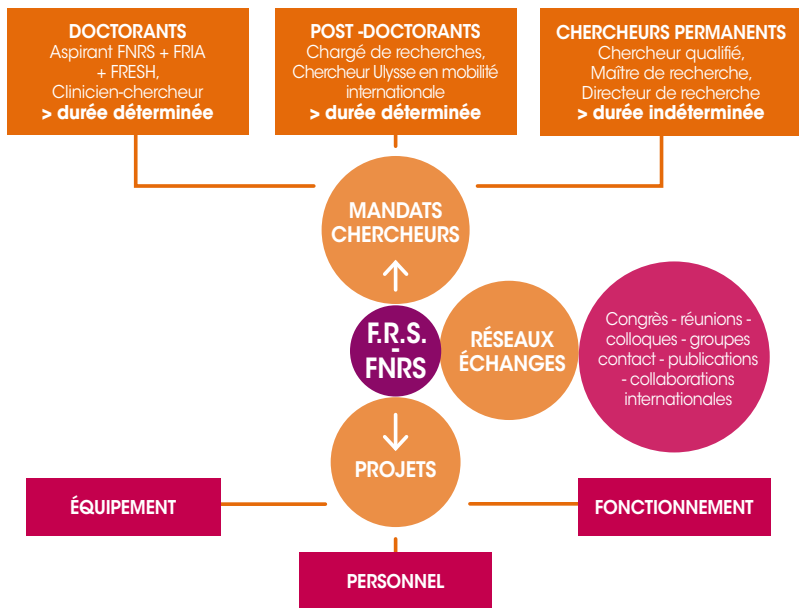 DOCTORANTS
Aspirant FNRS + FRIA
+ FRESH,
Clinicien-chercheur
> durée déterminée
POST -DOCTORANTS
Chargé de recherches,
Chercheur Ulysse en mobilité
internationale
> durée déterminée
CHERCHEURS PERMANENTS
Chercheur qualifié,
Maître de recherche,
Directeur de recherche
> durée indéterminée
MANDATS
CHERCHEURS
F.R.S.
-
FNRS
RÉSEAUX
ÉCHANGES
Congrès - réunions -
colloques - groupes
contact - publications
- collaborations
internationales
PROJETS
ÉQUIPEMENT
FONCTIONNEMENT
PERSONNEL